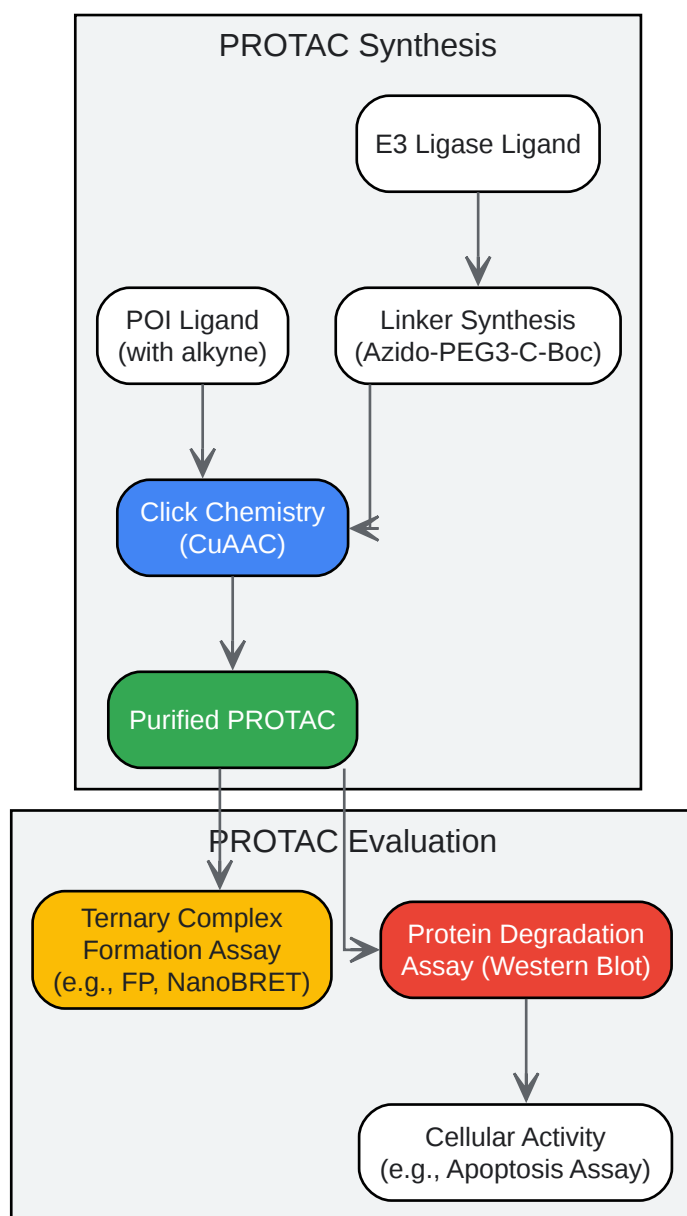 PROTAC Synthesis
E3 Ligase Ligand
POI Ligand
(with alkyne)
Linker Synthesis
(Azido-PEG3-C-Boc)
Click Chemistry
(CuAAC)
Purified PROTAC
PROTAC Evaluation
Ternary Complex
Formation Assay
(e.g., FP, NanoBRET)
Protein Degradation
Assay (Western Blot)
Cellular Activity
(e.g., Apoptosis Assay)